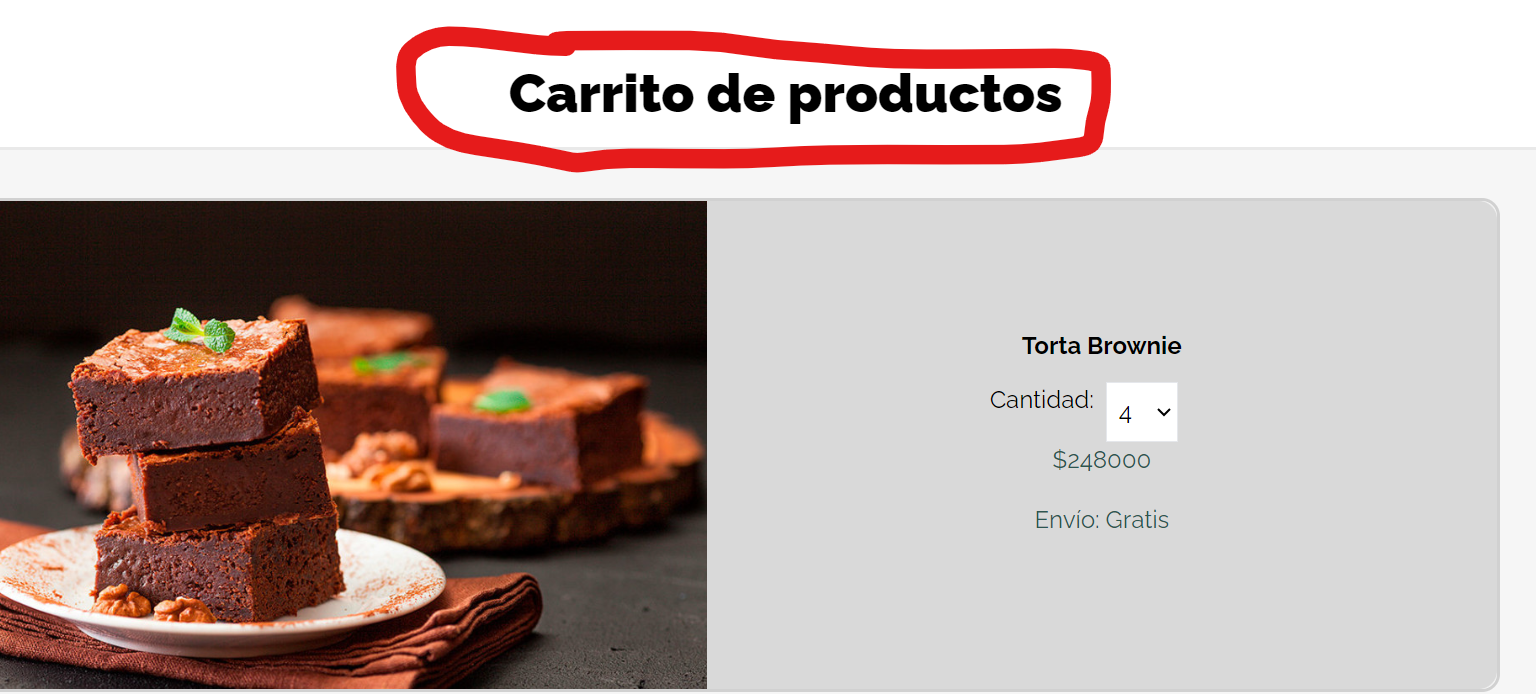 Carrito de productos
Torta Brownie
Cantidad: 4
$248000
Envío: Gratis